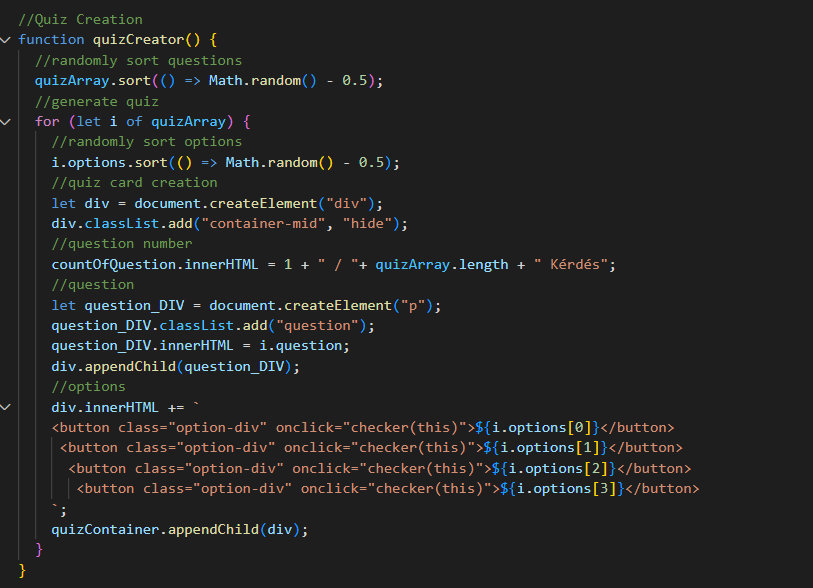 //Quiz Creation
function quizCreator() {
//randomly sort questions
quizArray.sort(() => Math.random() - 0.5);
//generate quiz
for (let i of quizArray) {
//randomly sort options
i.options.sort(() => Math.random() - 0.5);
//quiz card creation
let div = document.createElement("div");
div.classList.add("container-mid", "hide");
//question number
countOfQuestion.innerHTML = 1 + " / "+ quizArray.length + " Kérdés";
//question
let question_DIV = document.createElement("p");
question_DIV.classList.add("question");
question_DIV.innerHTML = i.question;
div.appendChild(question_DIV);
//options
div.innerHTML += `
<button class="option-div" onclick="checker(this)">${i.options[0]}</button>
<button class="option-div" onclick="checker(this)">${i.options[1]}</button>
<button class="option-div" onclick="checker(this)">${i.options[2]}</button>
<button class="option-div" onclick="checker(this)">${i.options[3]}</button>
`;
quizContainer.appendChild(div);
}
}